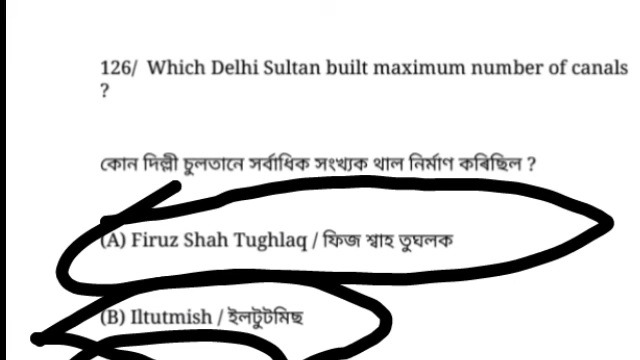 126/ Which Delhi Sultan built maximum number of canals
?
কোন দিল্লী চুলতানে সৰ্বাধিক সংখ্যক থাল নিৰ্মাণ কৰিছিল ?
(A) Firuz Shah Tughlaq / ফিজ শ্বাহ তুঘলক
(B) Iltutmish / ইলটুটমিছ